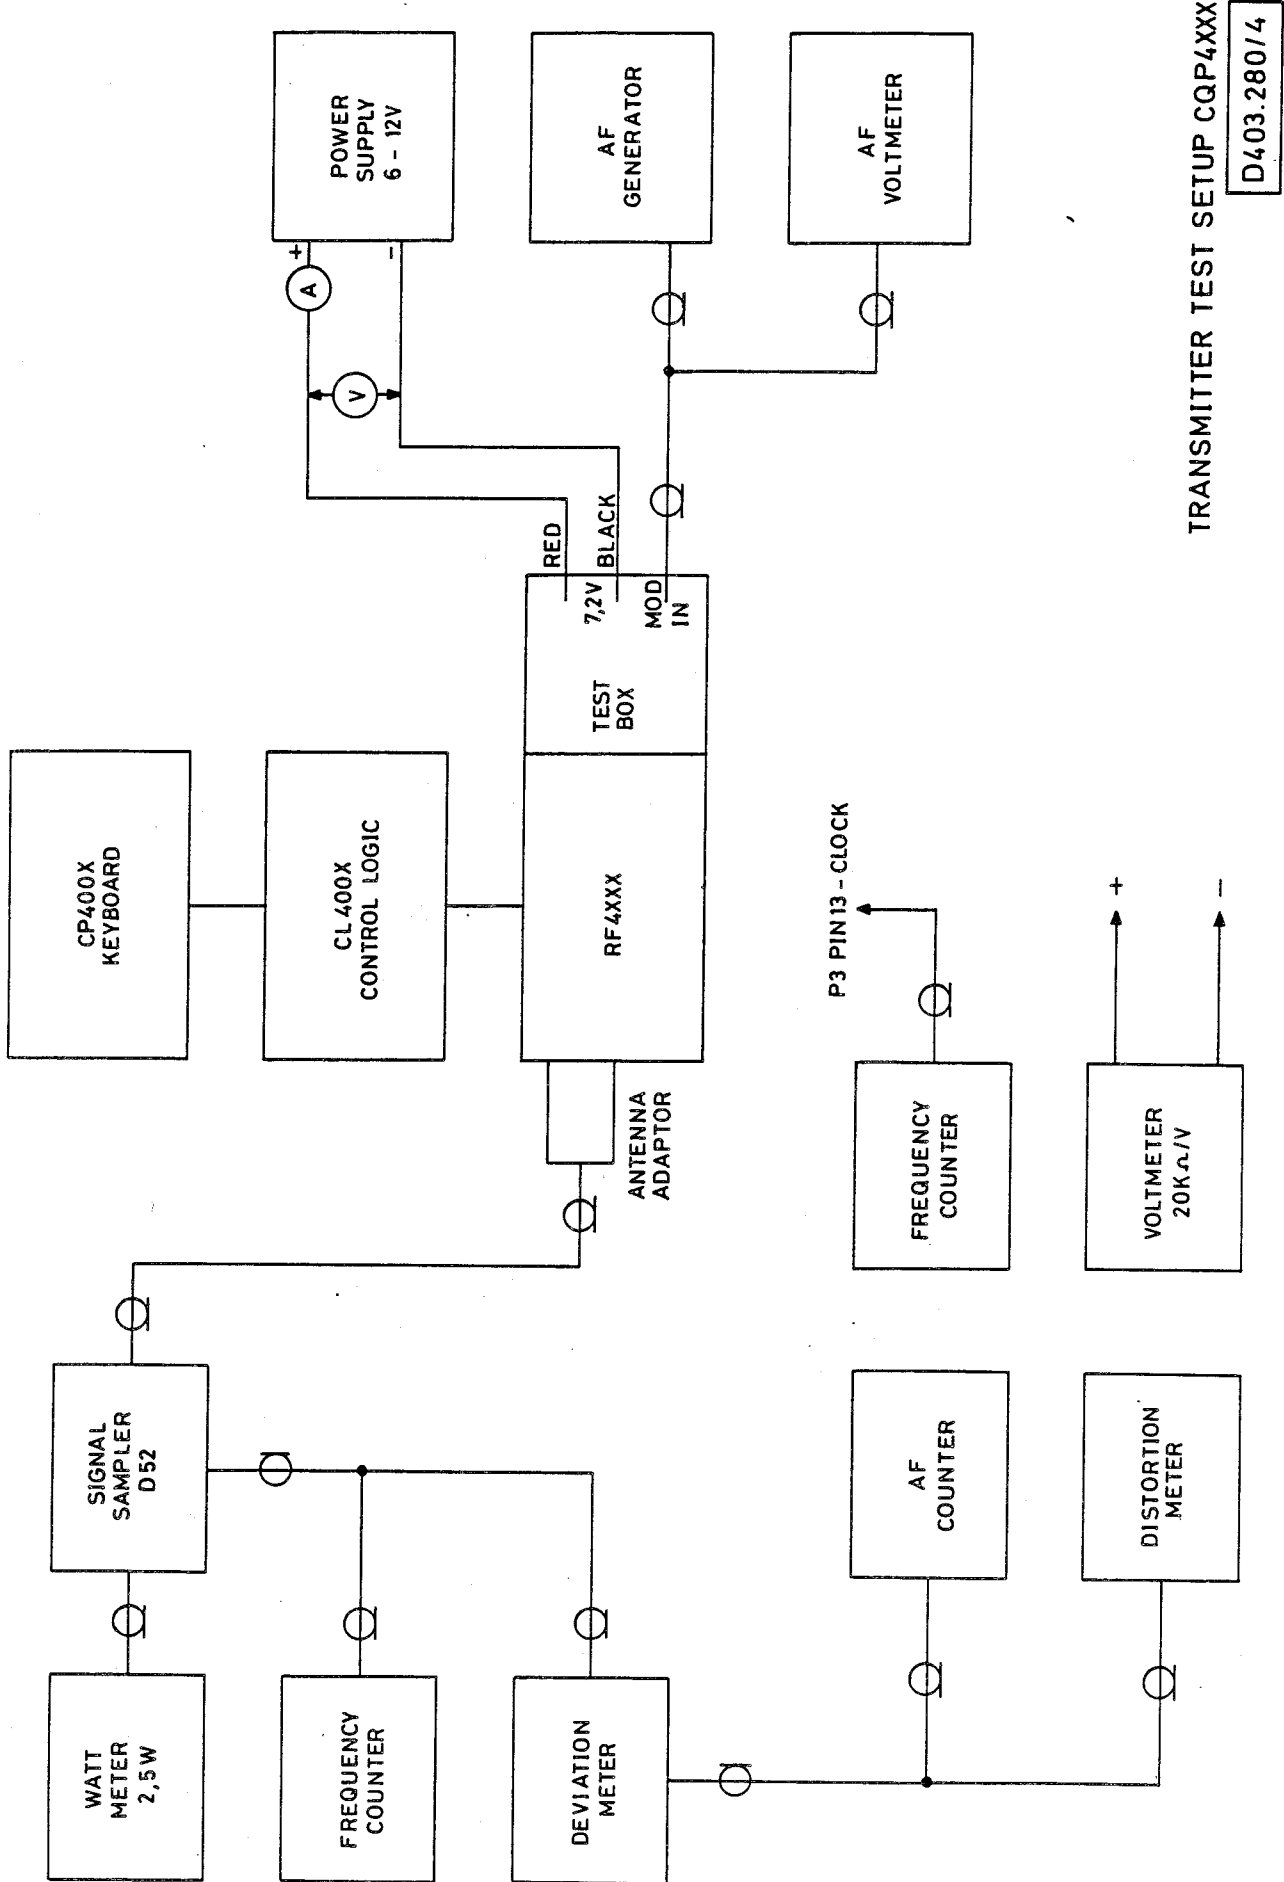 CP400X
KEYBOARD
CL400X
CONTROL LOGIC
POWER
SUPPLY
6 - 12V
+
-
A
V
WATT
METER
2,5W
SIGNAL
SAMPLER
D52
FREQUENCY
COUNTER
DEVIATION
METER
ANTENNA
ADAPTOR
RF4XXX
TEST
BOX
RED
7,2V
BLACK
MOD
IN
AF
GENERATOR
AF
VOLTMETER
P3 PIN13 - CLOCK
FREQUENCY
COUNTER
AF
COUNTER
DISTORTION
METER
VOLTMETER
20KΩ/V
+
-
TRANSMITTER TEST SETUP CQP4XXX
D403.280/4